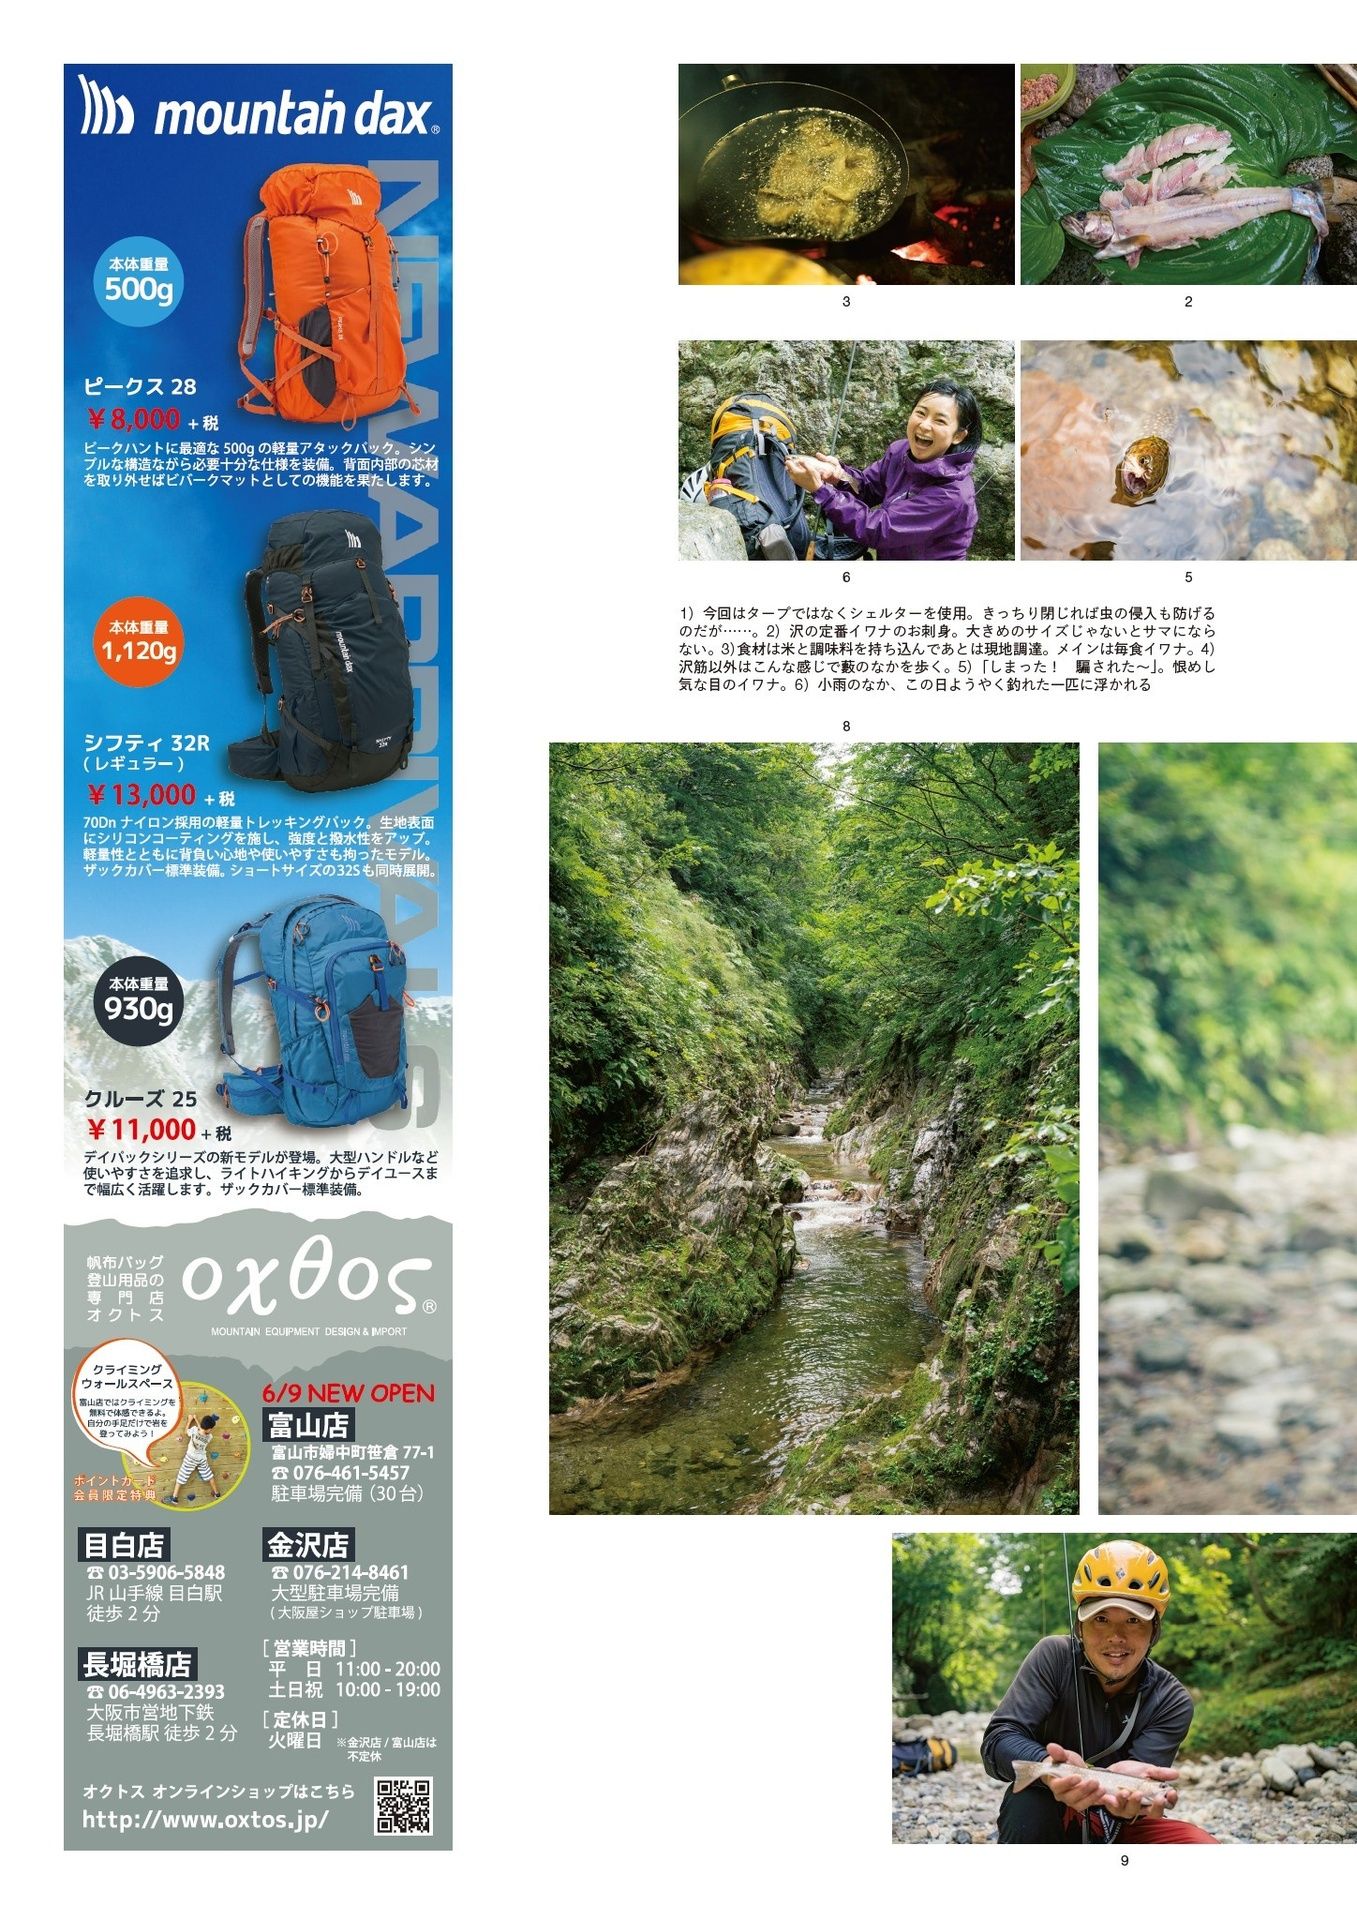 mountain dax®
NEW ARRIVALS
本体重量
500g
ピークス 28
￥8,000 + 税
ピークハントに最適な 500g の軽量アタックパック。シン
プルな構造ながら必要十分な仕様を装備。背面内部の芯材
を取り外せばビバークマットとしての機能を果たします。
本体重量
1,120g
mountain dax
シフティ 32R
( レギュラー )
￥13,000 + 税
70Dn ナイロン採用の軽量トレッキングパック。生地表面
にシリコンコーティングを施し、強度と撥水性をアップ。
軽量性とともに背負い心地や使いやすさも拘ったモデル。
ザックカバー標準装備。ショートサイズの32Sも同時展開。
本体重量
930g
クルーズ 25
￥11,000 + 税
デイパックシリーズの新モデルが登場。大型ハンドルなど
使いやすさを追求し、ライトハイキングからデイユースま
で幅広く活躍します。ザックカバー標準装備。
帆布バッグ
登山用品の
専門店
オクトス
οχθος®
MOUNTAIN EQUIPMENT DESIGN & IMPORT
クライミング
ウォールスペース
富山店ではクライミングを
無料で体感できるよ。
自分の手足だけで岩を
登ってみよう！
ポイントカード
会員限定特典
6/9 NEW OPEN
富山店
富山市婦中町笹倉 77-1
☎ 076-461-5457
駐車場完備（30 台）
目白店
☎ 03-5906-5848
JR 山手線 目白駅
徒歩 2 分
金沢店
☎ 076-214-8461
大型駐車場完備
( 大阪屋ショップ駐車場 )
長堀橋店
☎ 06-4963-2393
大阪市営地下鉄
長堀橋駅 徒歩 2 分
[ 営業時間 ]
平　日 11:00 - 20:00
土日祝 10:00 - 19:00
[ 定休日 ]
火曜日 ※金沢店 / 富山店は
不定休
オクトス オンラインショップはこちら
http://www.oxtos.jp/
3
2
6
5
1）今回はタープではなくシェルターを使用。きっちり閉じれば虫の侵入も防げる
のだが……。2）沢の定番イワナのお刺身。大きめのサイズじゃないとサマになら
ない。3）食材は米と調味料を持ち込んであとは現地調達。メインは毎食イワナ。4）
沢筋以外はこんな感じで藪のなかを歩く。5）「しまった！　騙された〜」。恨めし
気な目のイワナ。6）小雨のなか、この日ようやく釣れた一匹に浮かれる
8
9